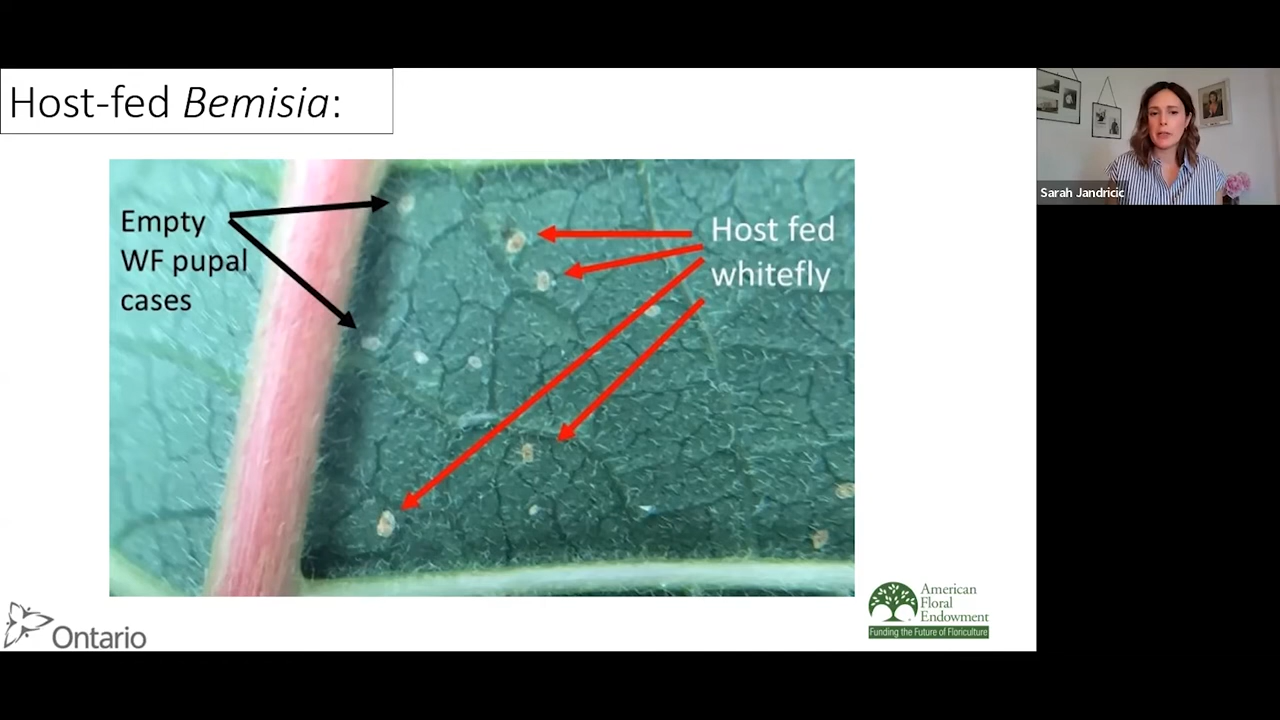 Host-fed Bemisia:
Empty
WF pupal
cases
Host fed
whitefly
Sarah Jandricic
American
Floral
Endowment
Funding the Future of Floriculture
Ontario